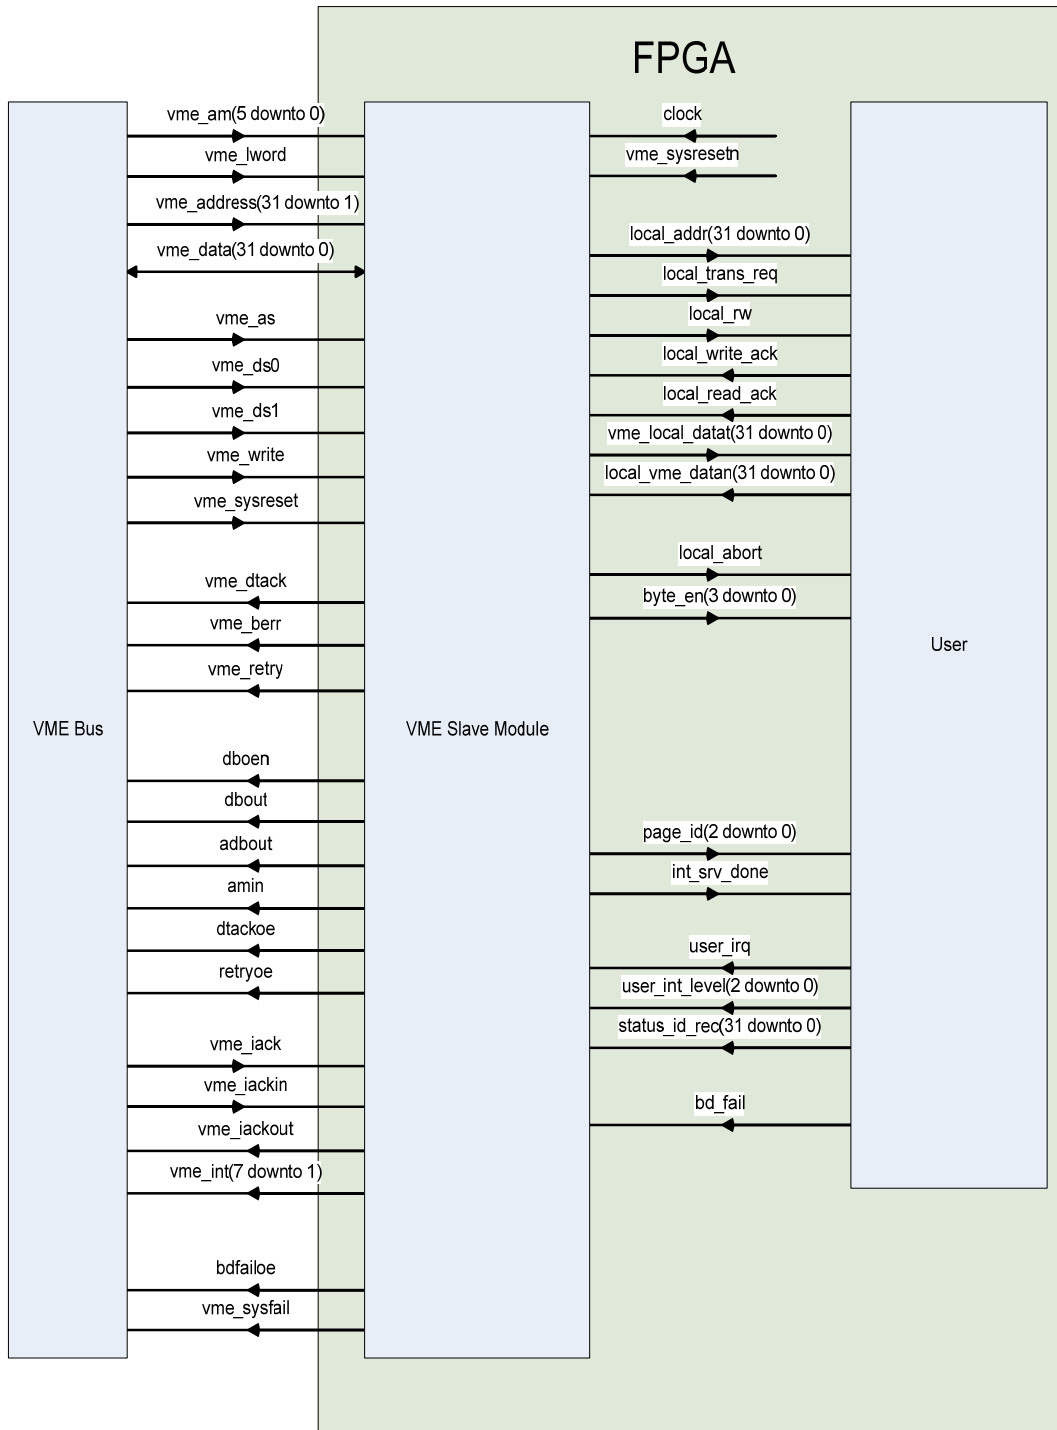 FPGA
vme_am(5 downto 0)
clock
vme_lword
vme_sysresetn
vme_address(31 downto 1)
local_addr(31 downto 0)
vme_data(31 downto 0)
local_trans_req
vme_as
local_rw
vme_ds0
local_write_ack
vme_ds1
local_read_ack
vme_write
vme_local_datat(31 downto 0)
vme_sysreset
local_vme_datan(31 downto 0)
local_abort
vme_dtack
byte_en(3 downto 0)
vme_berr
User
vme_retry
VME Bus
VME Slave Module
dboen
dbout
adbout
page_id(2 downto 0)
amin
int_srv_done
dtackoe
user_irq
retryoe
user_int_level(2 downto 0)
vme_iack
status_id_rec(31 downto 0)
vme_iackin
vme_iackout
bd_fail
vme_int(7 downto 1)
bdfailoe
vme_sysfail